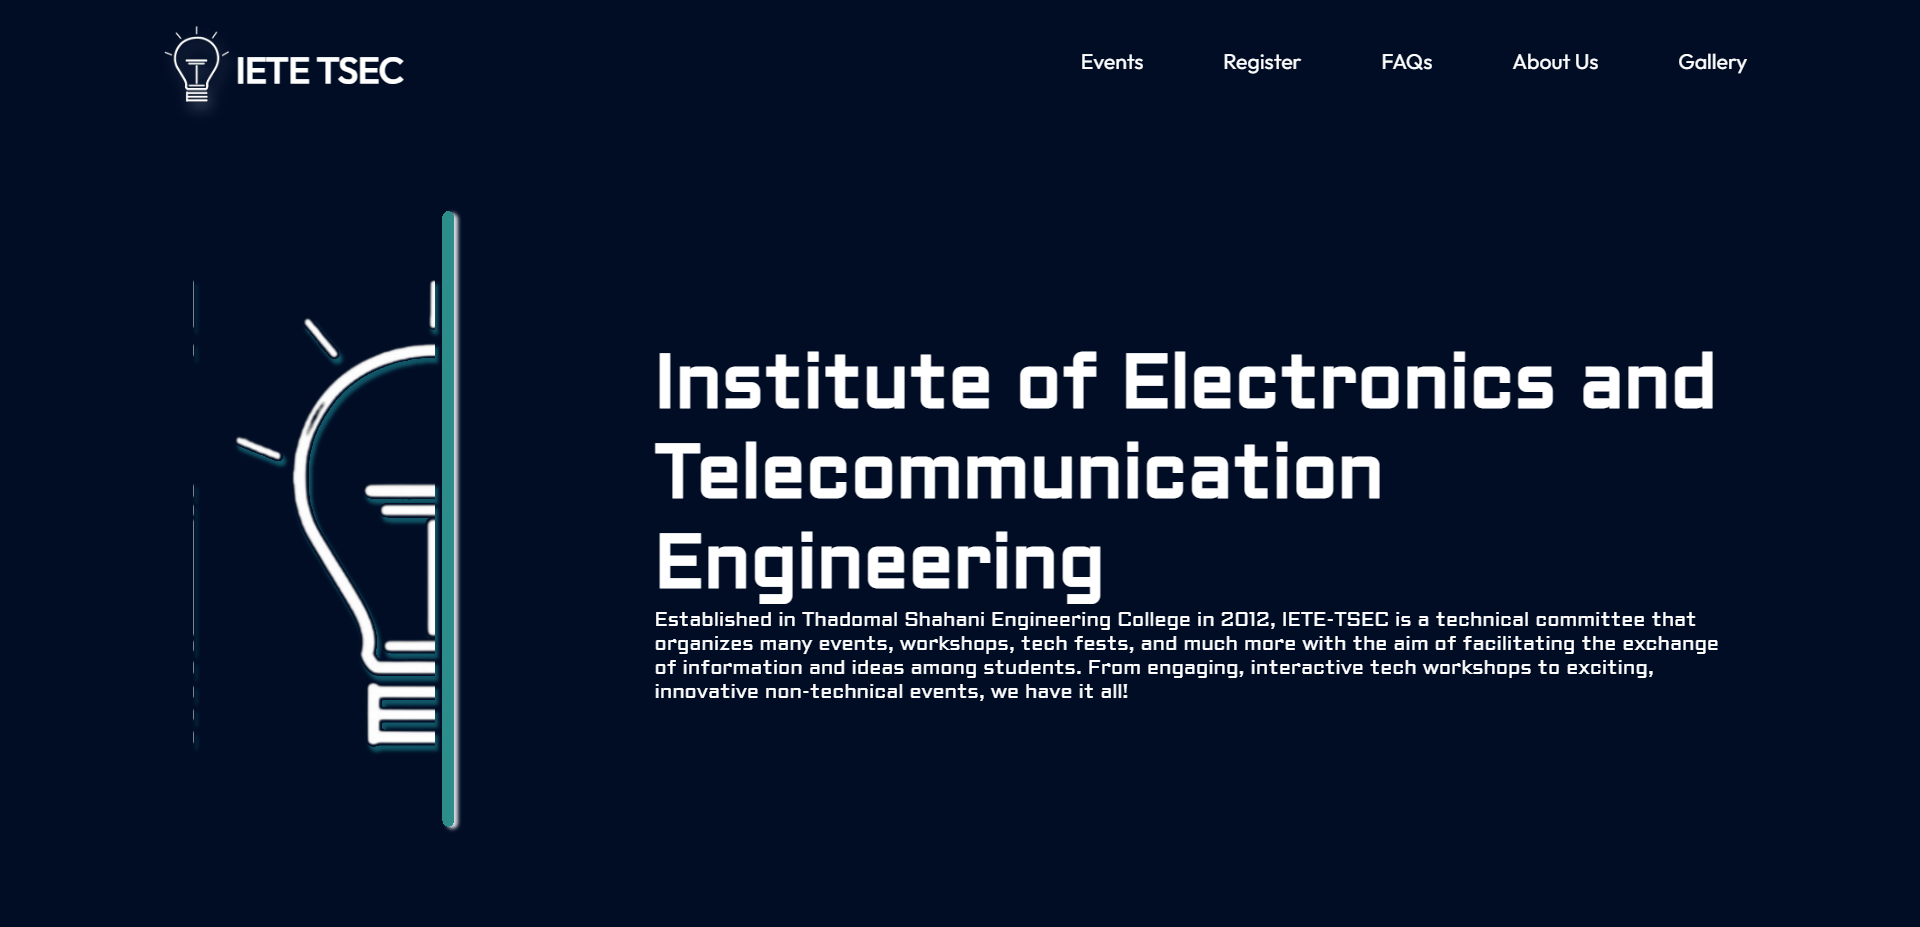 IETE TSEC
Events Register FAQs About Us Gallery
Institute of Electronics and
Telecommunication
Engineering
Established in Thadomal Shahani Engineering College in 2012, IETE-TSEC is a technical committee that
organizes many events, workshops, tech fests, and much more with the aim of facilitating the exchange
of information and ideas among students. From engaging, interactive tech workshops to exciting,
innovative non-technical events, we have it all!